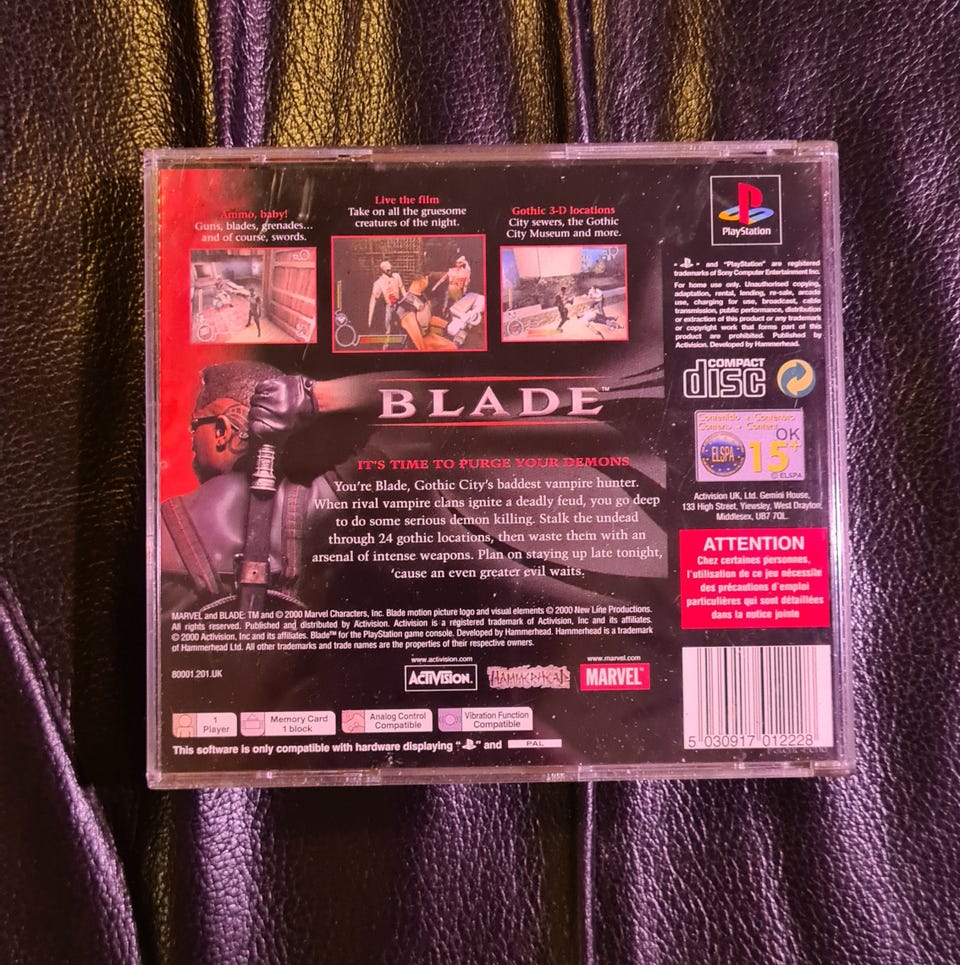 Ammo, baby!
Guns, blades, grenades...
and of course, swords.
Live the film
Take on all the gruesome
creatures of the night.
Gothic 3-D locations
City sewers, the Gothic
City Museum and more.
PlayStation
" " and "PlayStation" are registered
trademarks of Sony Computer Entertainment Inc.
For home use only. Unauthorised copying,
adaptation, rental, lending, re-sale, arcade
use, charging for use, broadcast, cable
transmission, public performance, distribution
or extraction of this product or any trademark
or copyright work that forms part of this
product are prohibited. Published by
Activision. Developed by Hammerhead.
COMPACT
disc
BLADE™
IT'S TIME TO PURGE YOUR DEMONS
You're Blade, Gothic City's baddest vampire hunter.
When rival vampire clans ignite a deadly feud, you go deep
to do some serious demon killing. Stalk the undead
through 24 gothic locations, then waste them with an
arsenal of intense weapons. Plan on staying up late tonight,
'cause an even greater evil waits.
Contenido • Contenuto
Contenu • Content
OK
ELSPA
15+
© ELSPA
Activision UK, Ltd. Gemini House,
133 High Street, Yiewsley, West Drayton,
Middlesex, UB7 7QL.
ATTENTION
Chez certaines personnes,
l'utilisation de ce jeu nécessite
des précautions d'emploi
particulières qui sont détaillées
dans la notice jointe
MARVEL and BLADE: TM and © 2000 Marvel Characters, Inc. Blade motion picture logo and visual elements © 2000 New Line Productions.
All rights reserved. Published and distributed by Activision. Activision is a registered trademark of Activision, Inc and its affiliates.
© 2000 Activision, Inc and its affiliates. Blade™ for the PlayStation game console. Developed by Hammerhead. Hammerhead is a trademark
of Hammerhead Ltd. All other trademarks and trade names are the properties of their respective owners.
80001.201.UK
www.activision.com
ACTIVISION.
HAMMERHEAD
www.marvel.com
MARVEL
1
Player
Memory Card
1 block
Analog Control
Compatible
Vibration Function
Compatible
This software is only compatible with hardware displaying " " and PAL
5 030917 012228